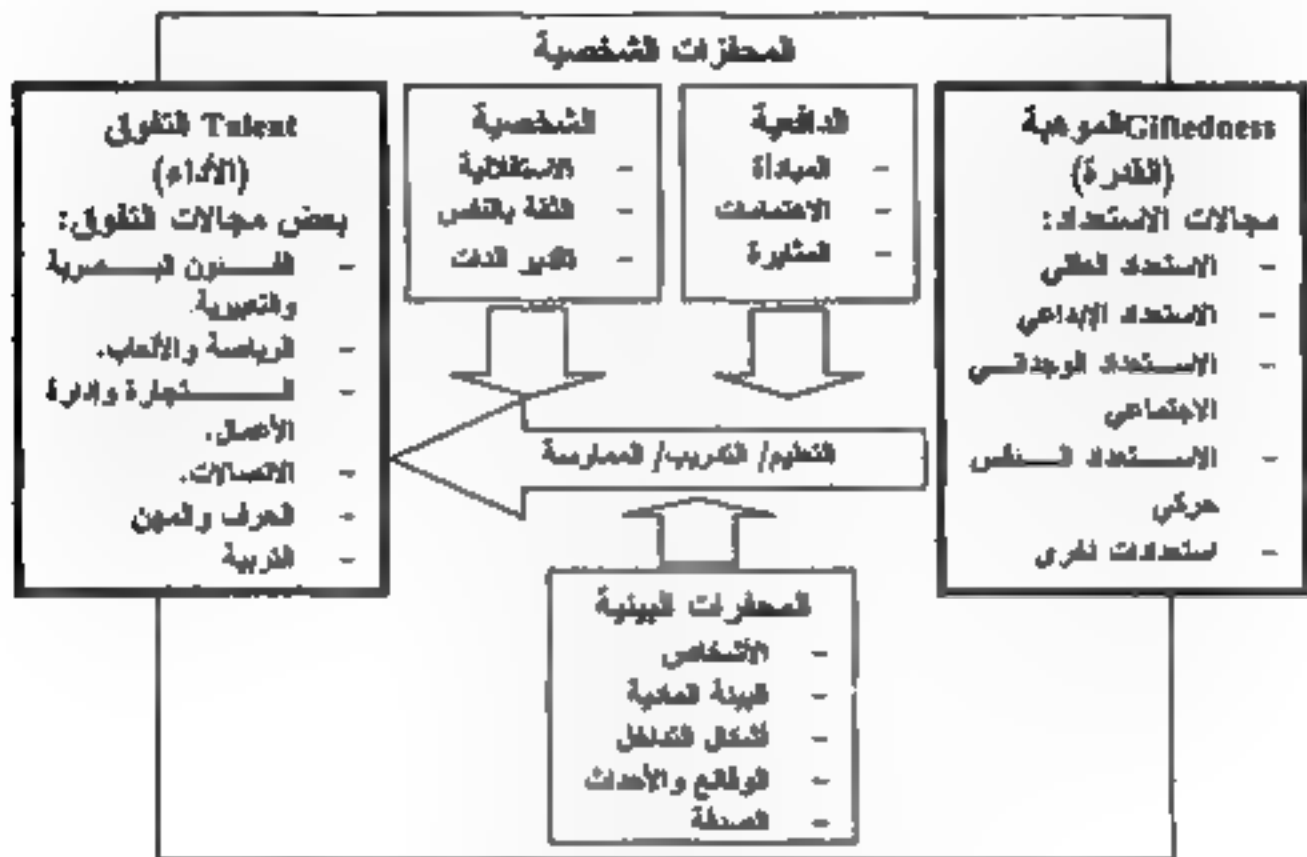 المحفزات الشخصية
Giftedness الموهبة
(القدرة)
مجالات الاستعداد:
- الاستعداد العقلي
- الاستعداد الإبداعي
- الاستعداد الوجداني
الاجتماعي
- الاستعداد النفس
حركي
- استعدادات أخرى
الدافعية
- المبادأة
- الاهتمامات
- المثابرة
الشخصية
- الاستقلالية
- الثقة بالنفس
- تقدير الذات
Talent التفوق
(الأداء)
بعض مجالات التفوق:
- الفنون البصرية
والتعبيرية.
- الرياضة والألعاب.
- التجارة وإدارة
الأعمال.
- الاتصالات.
- الحرف والمهن
- التربية
التعليم/ التدريب/ الممارسة
المحفزات البيئية
- الأشخاص
- البيئة المادية
- أشكال التداخل
- الوقائع والأحداث
- الصدفة